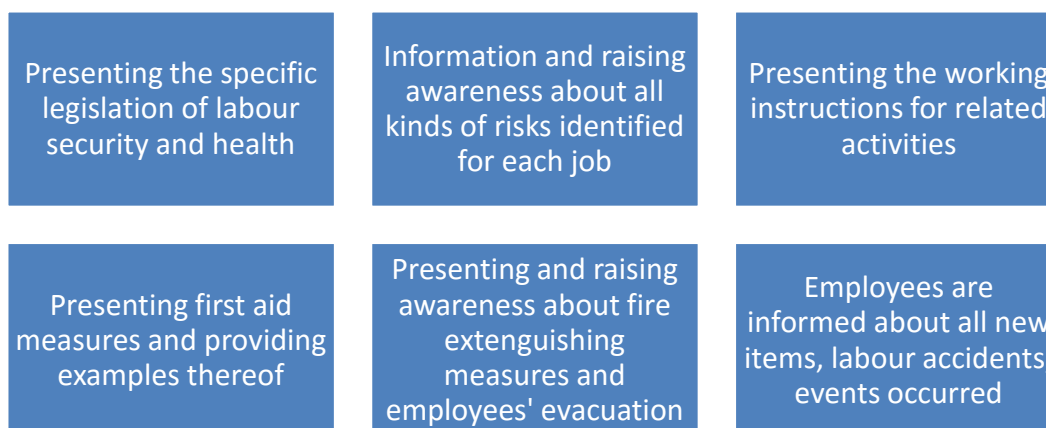 Presenting the specific
legislation of labour
security and health
Information and raising
awareness about all
kinds of risks identified
for each job
Presenting the working
instructions for related
activities
Presenting first aid
measures and providing
examples thereof
Presenting and raising
awareness about fire
extenguishing
measures and
employees' evacuation
Employees are
informed about all new
items, labour accidents
events occurred